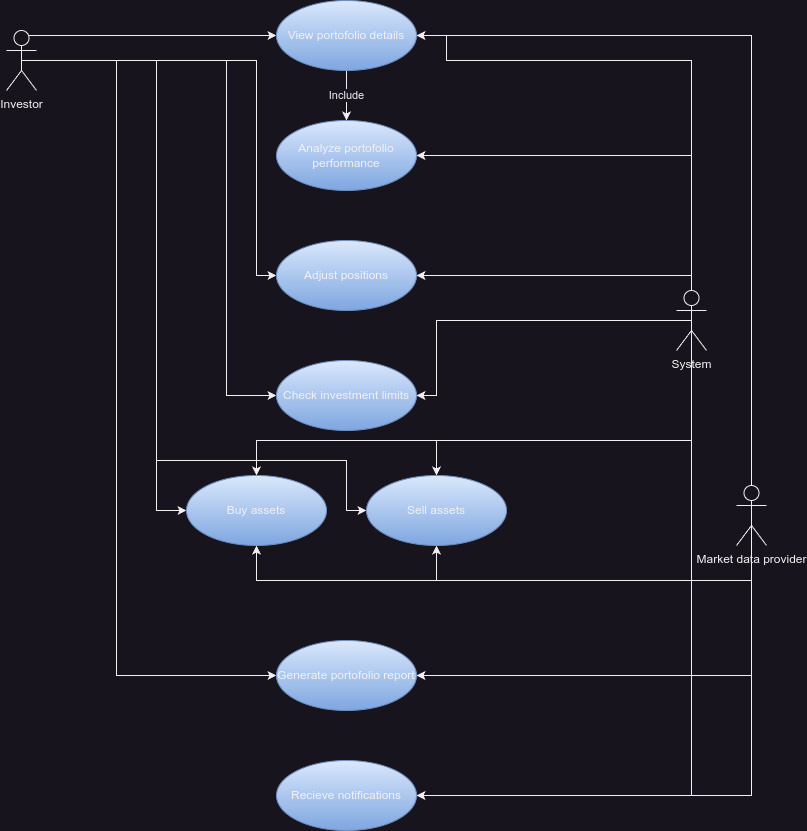 View portofolio details
Investor
Include
Analyze portofolio
performance
Adjust positions
System
Check investment limits
Buy assets
Sell assets
Market data provider
Generate portofolio report
Recieve notifications